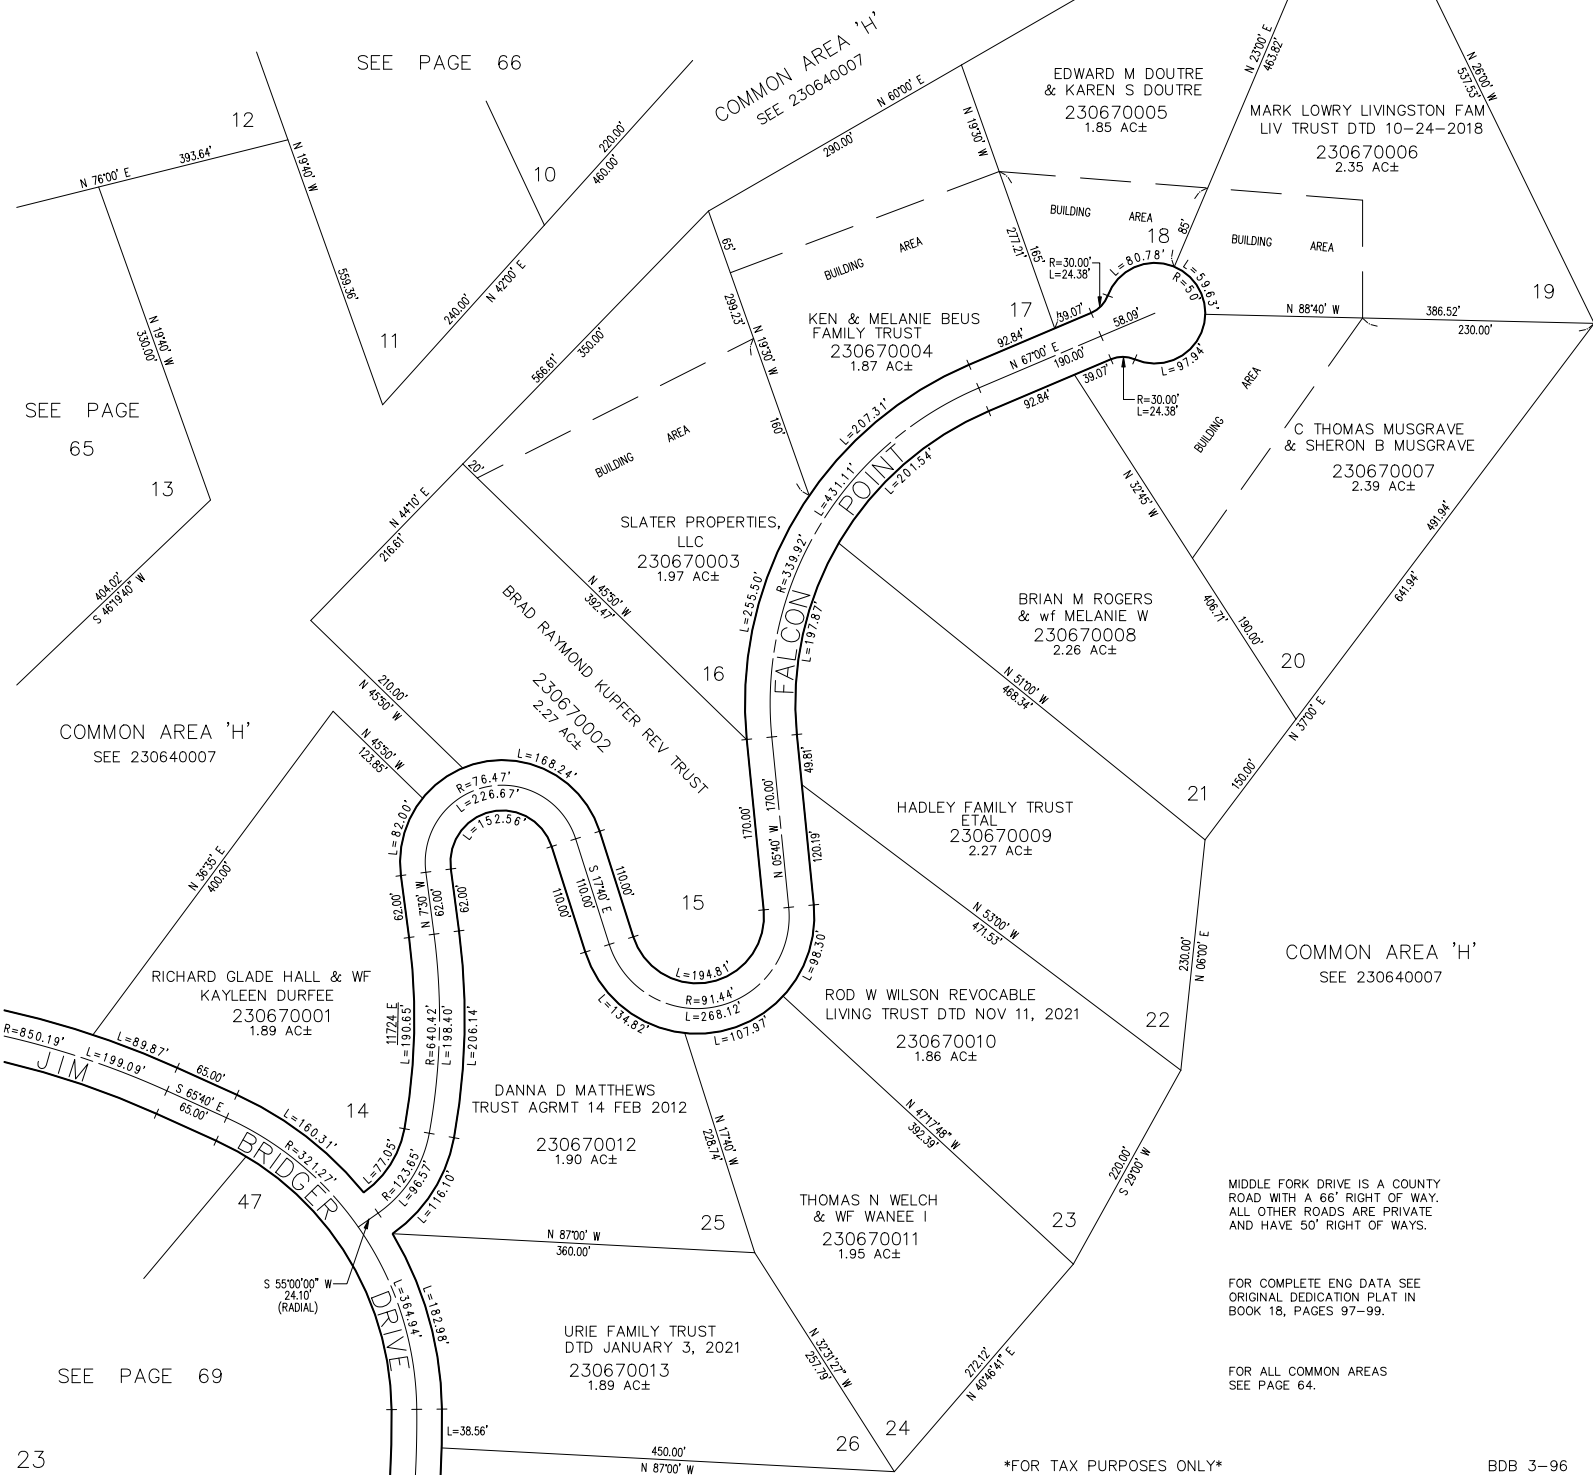 SEE PAGE 66
COMMON AREA 'H'
SEE 230640007
12
393.64'
N 76°00' E
N 19°40' W
559.36'
10
220.00'
460.00'
N 42°00' E
240.00'
11
N 19°40' W
330.00'
SEE PAGE
65
13
404.02'
S 46°19'40" W
N 60°00' E
290.00'
N 19°30' W
277.21'
165'
EDWARD M DOUTRE
& KAREN S DOUTRE
230670005
1.85 AC±
N 23°00' E
463.82'
85'
MARK LOWRY LIVINGSTON FAM
LIV TRUST DTD 10-24-2018
230670006
2.35 AC±
N 26°00' W
537.53'
BUILDING AREA
18
BUILDING AREA
19
R=30.00'
L=24.38'
L=80.78'
L=59.63'
R=50'
L=97.94'
N 88°40' W
386.52'
230.00'
65'
BUILDING AREA
299.23'
N 19°30' W
160'
KEN & MELANIE BEUS
FAMILY TRUST
230670004
1.87 AC±
17
39.07'
58.09'
92.84'
N 67°00' E
190.00'
39.07'
92.84'
R=30.00'
L=24.38'
566.61'
350.00'
20'
BUILDING AREA
BUILDING AREA
C THOMAS MUSGRAVE
& SHERON B MUSGRAVE
230670007
2.39 AC±
491.94'
641.94'
L=207.31'
L=431.11'
R=339.92'
L=201.54'
FALCON POINT
L=255.50'
L=197.87'
N 32°45' W
406.71'
190.00'
N 44°10' E
216.61'
SLATER PROPERTIES,
LLC
230670003
1.97 AC±
N 45°50' W
392.47'
16
BRAD RAYMOND KUPFER REV TRUST
230670002
2.27 AC±
BRIAN M ROGERS
& wf MELANIE W
230670008
2.26 AC±
20
N 37°00' E
150.00'
N 51°00' W
468.34'
21
COMMON AREA 'H'
SEE 230640007
210.00'
N 45°50' W
N 45°50' W
123.85'
L=168.24'
R=76.47'
L=226.67'
L=152.56'
L=82.00'
49.81'
170.00'
170.00'
N 05°40' W
120.19'
HADLEY FAMILY TRUST
ETAL
230670009
2.27 AC±
N 36°35' E
400.00'
62.00'
N 7°30' W
62.00'
62.00'
110.00'
S 17°40' E
110.00'
110.00'
15
N 53°00' W
471.53'
230.00'
N 06°00' E
COMMON AREA 'H'
SEE 230640007
RICHARD GLADE HALL & WF
KAYLEEN DURFEE
230670001
1.89 AC±
11724 E
L=190.65'
R=640.42'
L=198.40'
L=206.14'
L=194.81'
R=91.44'
L=268.12'
L=134.82'
L=107.97'
L=98.30'
ROD W WILSON REVOCABLE
LIVING TRUST DTD NOV 11, 2021
230670010
1.86 AC±
22
R=850.19'
L=89.87'
L=199.09'
65.00'
S 65°40' E
65.00'
L=160.31'
R=321.27'
JIM BRIDGER DRIVE
14
L=77.05'
R=123.65'
L=96.57'
L=116.10'
DANNA D MATTHEWS
TRUST AGRMT 14 FEB 2012
230670012
1.90 AC±
N 17°40' W
228.74'
N 47°17'48" W
392.39'
220.00'
S 29°00' W
47
THOMAS N WELCH
& WF WANEE I
230670011
1.95 AC±
25
23
N 87°00' W
360.00'
MIDDLE FORK DRIVE IS A COUNTY
ROAD WITH A 66' RIGHT OF WAY.
ALL OTHER ROADS ARE PRIVATE
AND HAVE 50' RIGHT OF WAYS.
FOR COMPLETE ENG DATA SEE
ORIGINAL DEDICATION PLAT IN
BOOK 18, PAGES 97-99.
FOR ALL COMMON AREAS
SEE PAGE 64.
S 55°00'00" W
24.10'
(RADIAL)
L=364.94'
L=182.98'
URIE FAMILY TRUST
DTD JANUARY 3, 2021
230670013
1.89 AC±
N 32°31'27" W
257.79'
272.12'
N 40°46'41" E
SEE PAGE 69
L=38.56'
450.00'
N 87°00' W
26
24
23
*FOR TAX PURPOSES ONLY*
BDB 3-96